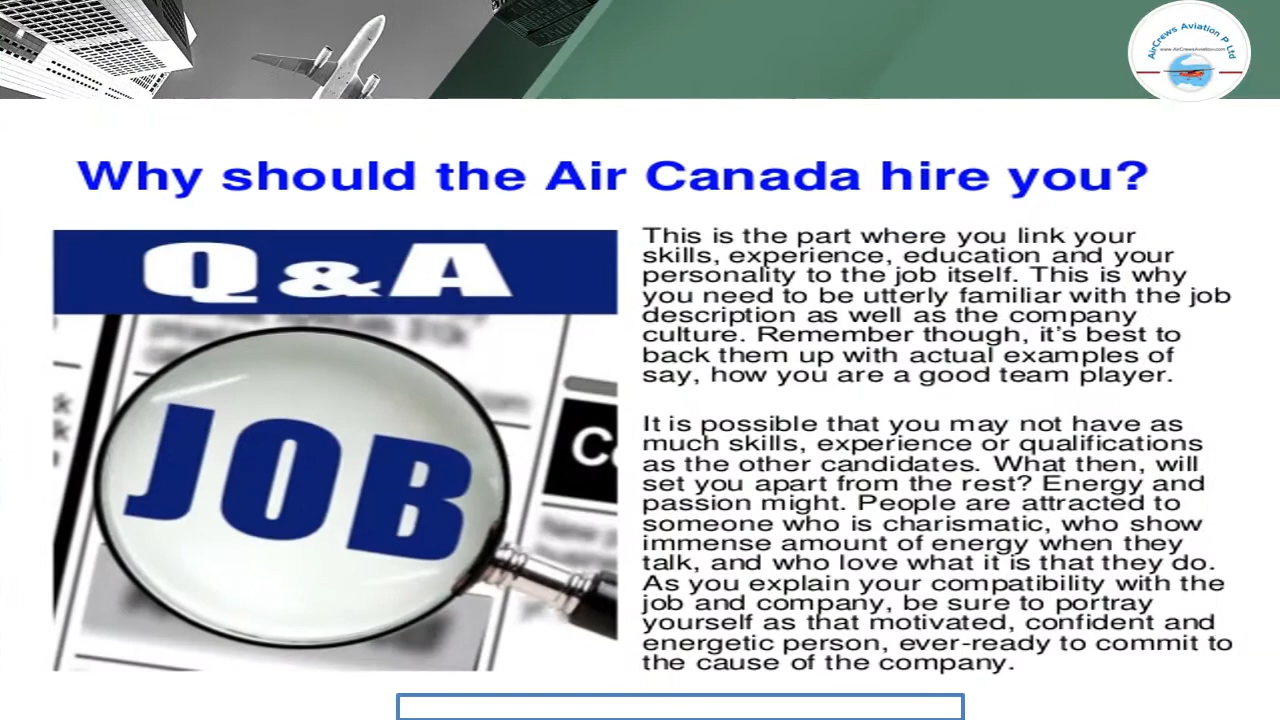 AirCrews Aviation P Ltd
www.AirCrewsAviation.com
Why should the Air Canada hire you?
Q&A
JOB
This is the part where you link your
skills, experience, education and your
personality to the job itself. This is why
you need to be utterly familiar with the job
description as well as the company
culture. Remember though, it's best to
back them up with actual examples of
say, how you are a good team player.
It is possible that you may not have as
much skills, experience or qualifications
as the other candidates. What then, will
set you apart from the rest? Energy and
passion might. People are attracted to
someone who is charismatic, who show
immense amount of energy when they
talk, and who love what it is that they do.
As you explain your compatibility with the
job and company, be sure to portray
yourself as that motivated, confident and
energetic person, ever-ready to commit to
the cause of the company.